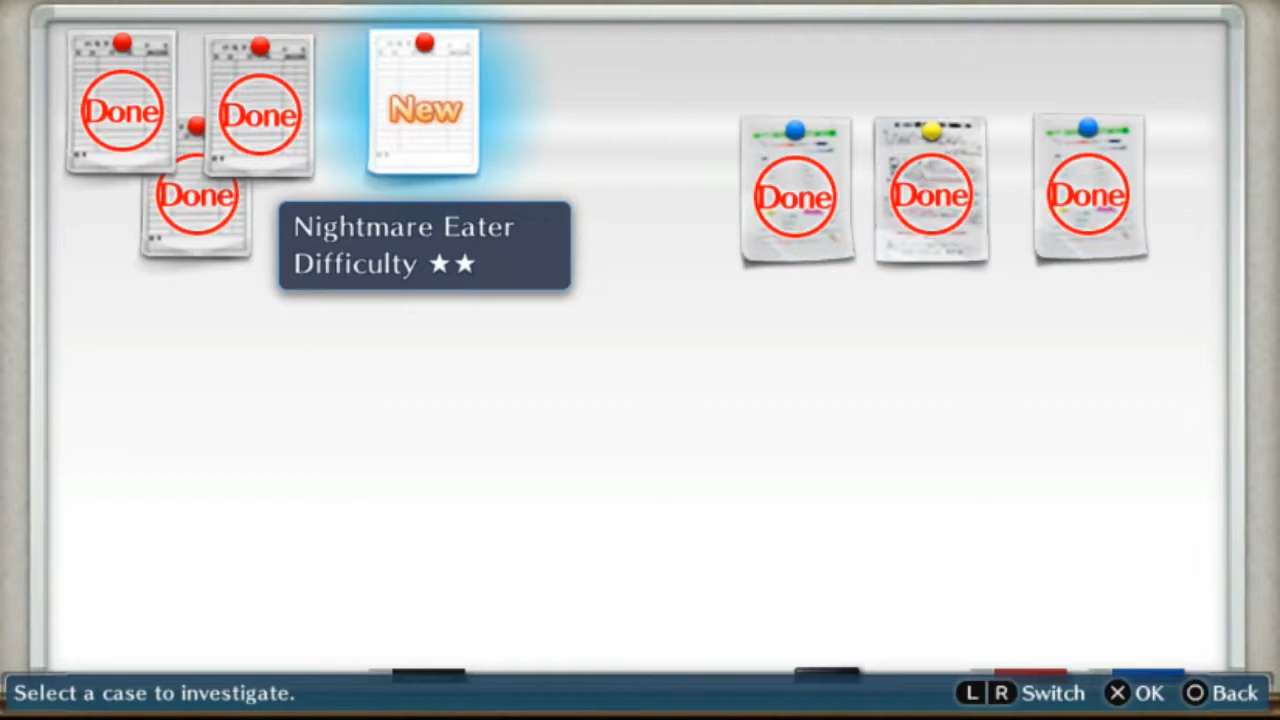 Done
Done
New
Done
Done
Done
Done
Nightmare Eater
Difficulty ★★
Select a case to investigate.
L R Switch X OK O Back